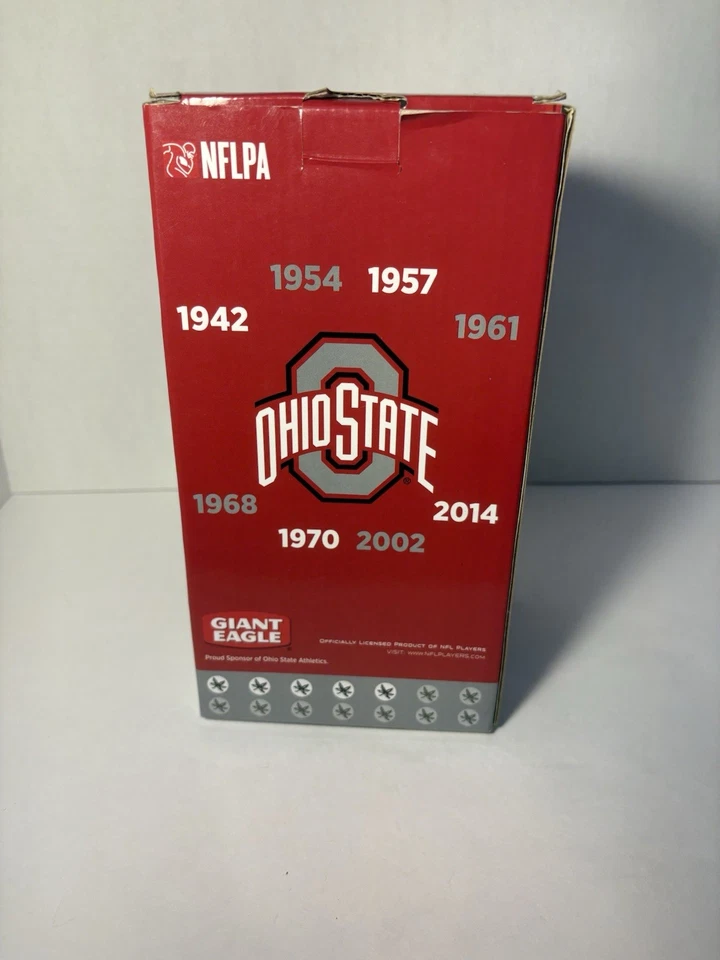 NFLPA
1954 1957
1942 1961
OHIO STATE
®
1968 2014
1970 2002
GIANT
EAGLE
Proud Sponsor of Ohio State Athletics.
OFFICIALLY LICENSED PRODUCT OF NFL PLAYERS
VISIT: WWW.NFLPLAYERS.COM